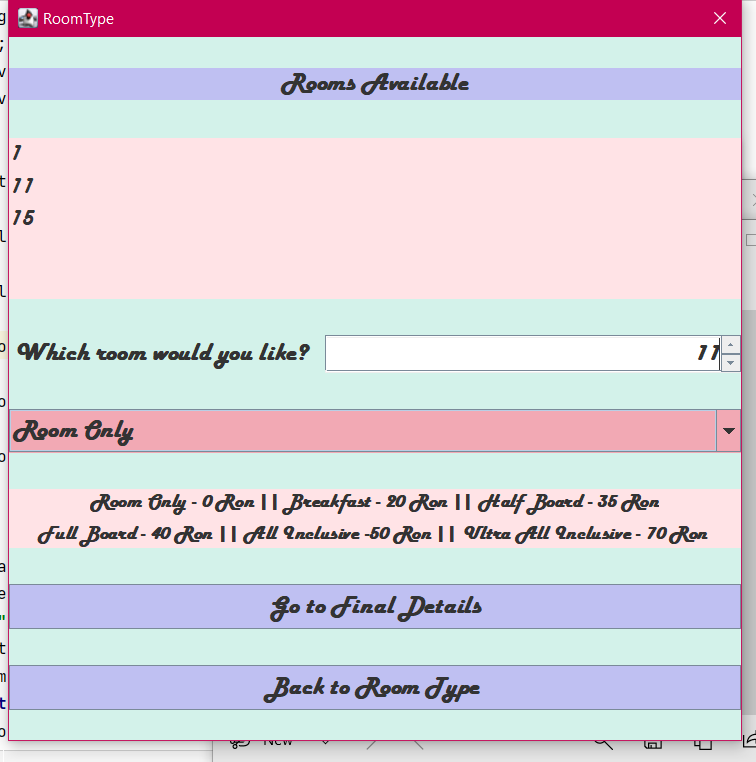 RoomType
Rooms Available
1
11
15
Which room would you like? 11
Room Only
Room Only - 0 Ron || Breakfast - 20 Ron || Half Board - 35 Ron
Full Board - 40 Ron || All Inclusive -50 Ron || Ultra All Inclusive - 70 Ron
Go to Final Details
Back to Room Type
New